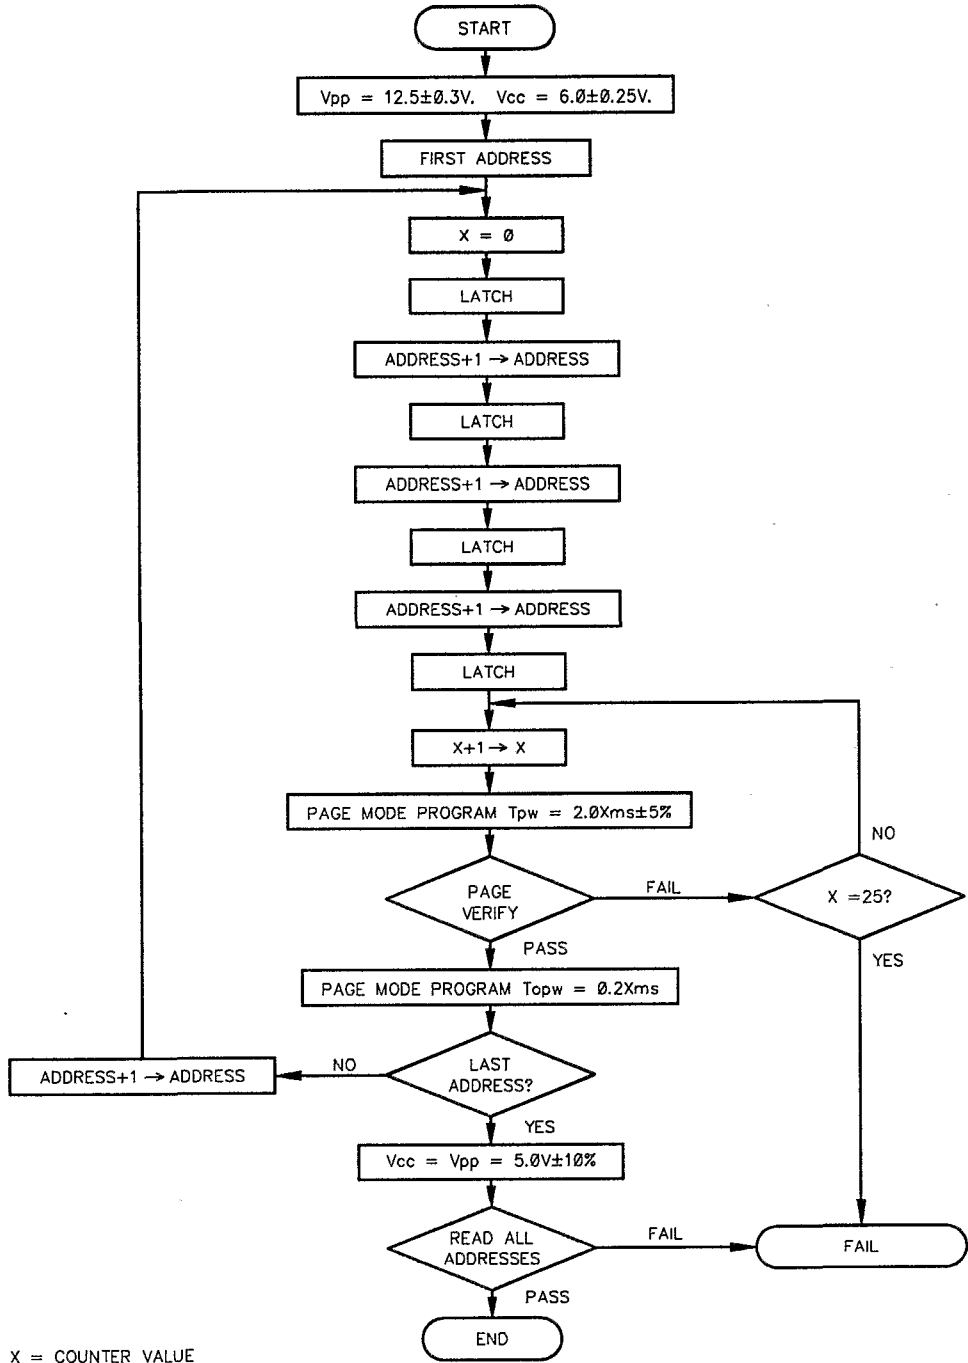 START
Vpp = 12.5±0.3V. Vcc = 6.0±0.25V.
FIRST ADDRESS
X = 0
LATCH
ADDRESS+1 → ADDRESS
LATCH
ADDRESS+1 → ADDRESS
LATCH
ADDRESS+1 → ADDRESS
LATCH
X+1 → X
PAGE MODE PROGRAM Tpw = 2.0Xms±5%
NO
PAGE
VERIFY
FAIL
X =25?
PASS
YES
PAGE MODE PROGRAM Topw = 0.2Xms
ADDRESS+1 → ADDRESS
NO
LAST
ADDRESS?
YES
Vcc = Vpp = 5.0V±10%
READ ALL
ADDRESSES
FAIL
FAIL
PASS
END
X = COUNTER VALUE